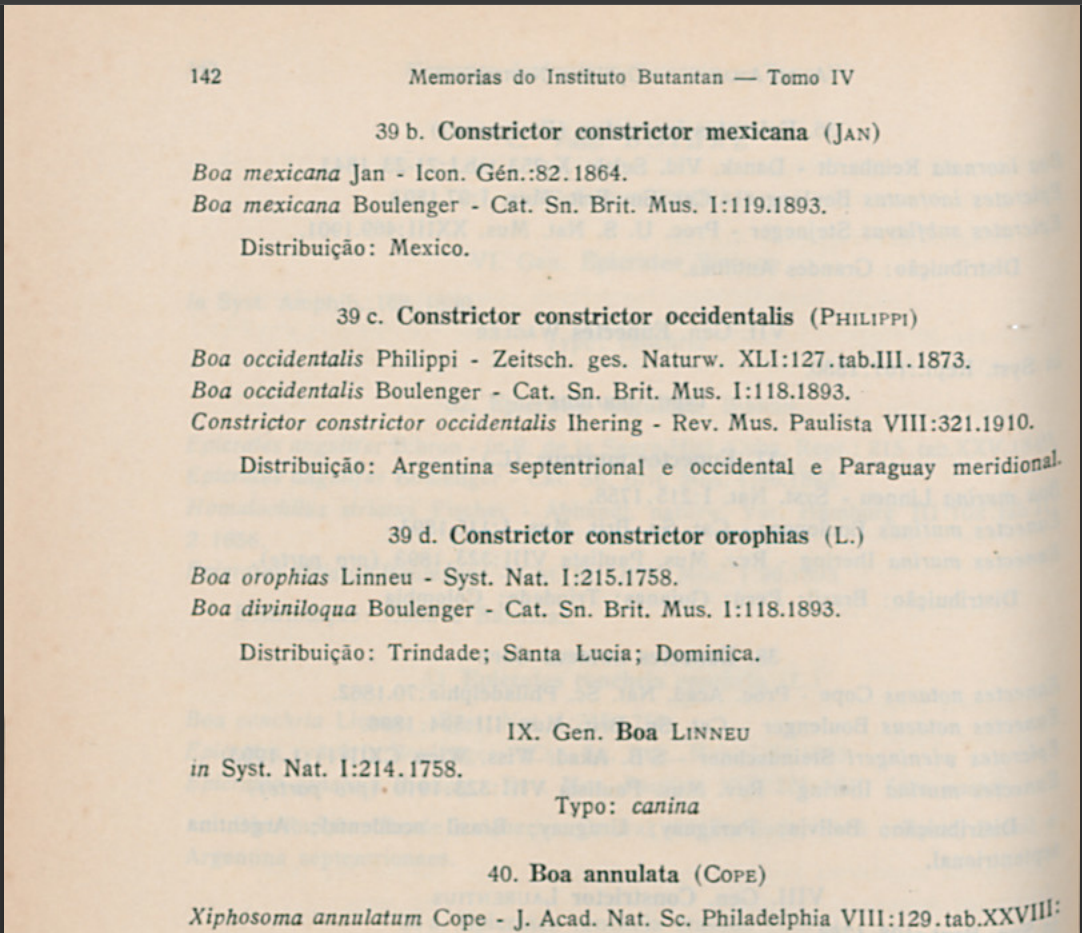 142 Memorias do Instituto Butantan — Tomo IV
39 b. Constrictor constrictor mexicana (JAN)
Boa mexicana Jan - Icon. Gén.:82.1864.
Boa mexicana Boulenger - Cat. Sn. Brit. Mus. I:119.1893.
Distribuição: Mexico.
39 c. Constrictor constrictor occidentalis (PHILIPPI)
Boa occidentalis Philippi - Zeitsch. ges. Naturw. XLI:127.tab.III.1873.
Boa occidentalis Boulenger - Cat. Sn. Brit. Mus. I:118.1893.
Constrictor constrictor occidentalis Ihering - Rev. Mus. Paulista VIII:321.1910.
Distribuição: Argentina septentrional e occidental e Paraguay meridional.
39 d. Constrictor constrictor orophias (L.)
Boa orophias Linneu - Syst. Nat. I:215.1758.
Boa diviniloqua Boulenger - Cat. Sn. Brit. Mus. I:118.1893.
Distribuição: Trindade; Santa Lucia; Dominica.
IX. Gen. Boa LINNEU
in Syst. Nat. I:214.1758.
Typo: canina
40. Boa annulata (COPE)
Xiphosoma annulatum Cope - J. Acad. Nat. Sc. Philadelphia VIII:129.tab.XXVIII: